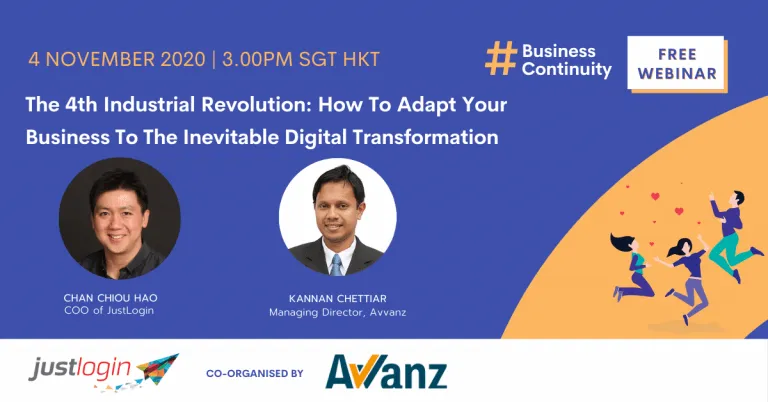 4 NOVEMBER 2020 | 3.00PM SGT HKT
# Business
Continuity
FREE
WEBINAR
The 4th Industrial Revolution: How To Adapt Your
Business To The Inevitable Digital Transformation
CHAN CHIOU HAO
COO of JustLogin
KANNAN CHETTIAR
Managing Director, Avvanz
justlogin
CO-ORGANISED BY
Avvanz